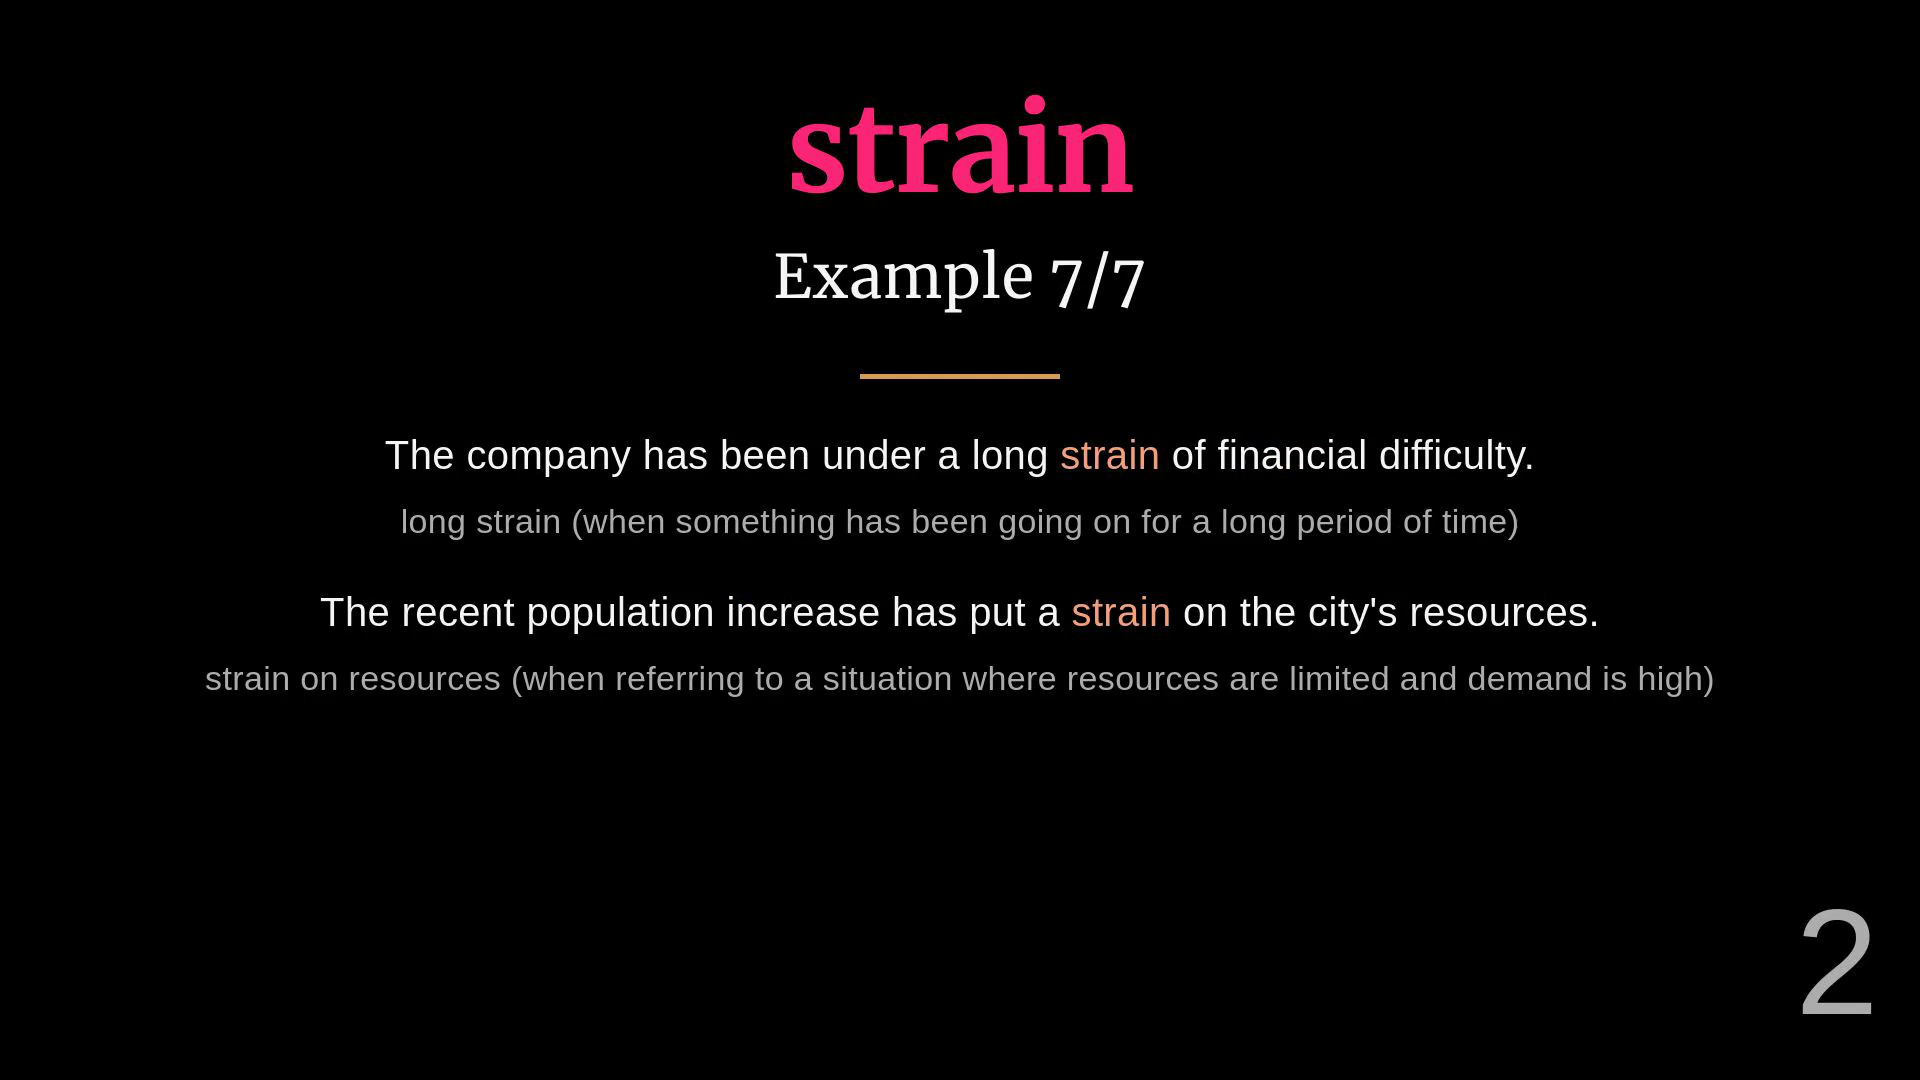 strain
Example 7/7
The company has been under a long strain of financial difficulty.
long strain (when something has been going on for a long period of time)
The recent population increase has put a strain on the city's resources.
strain on resources (when referring to a situation where resources are limited and demand is high)
2